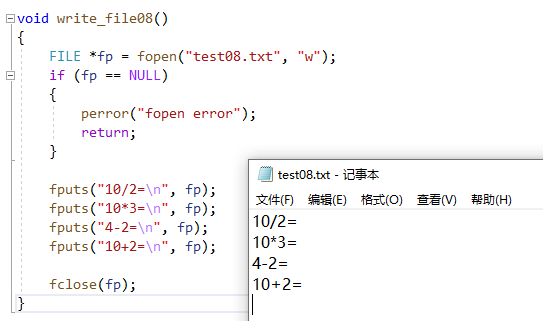 void write_file08()
{
FILE *fp = fopen("test08.txt", "w");
if (fp == NULL)
{
perror("fopen error");
return;
}
fputs("10/2=\n", fp);
fputs("10*3=\n", fp);
fputs("4-2=\n", fp);
fputs("10+2=\n", fp);
fclose(fp);
}
test08.txt - 记事本
文件(F) 编辑(E) 格式(O) 查看(V) 帮助(H)
10/2=
10*3=
4-2=
10+2=